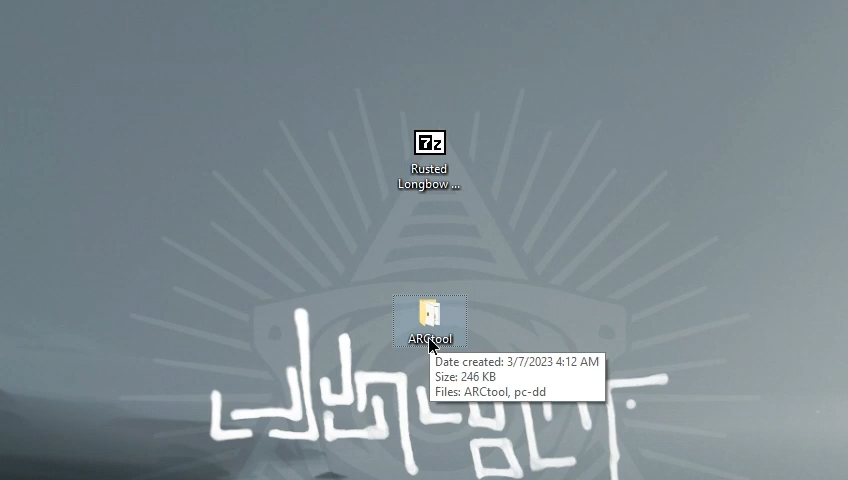 7z
Rusted
Longbow ...
ARCtool
Date created: 3/7/2023 4:12 AM
Size: 246 KB
Files: ARCtool, pc-dd